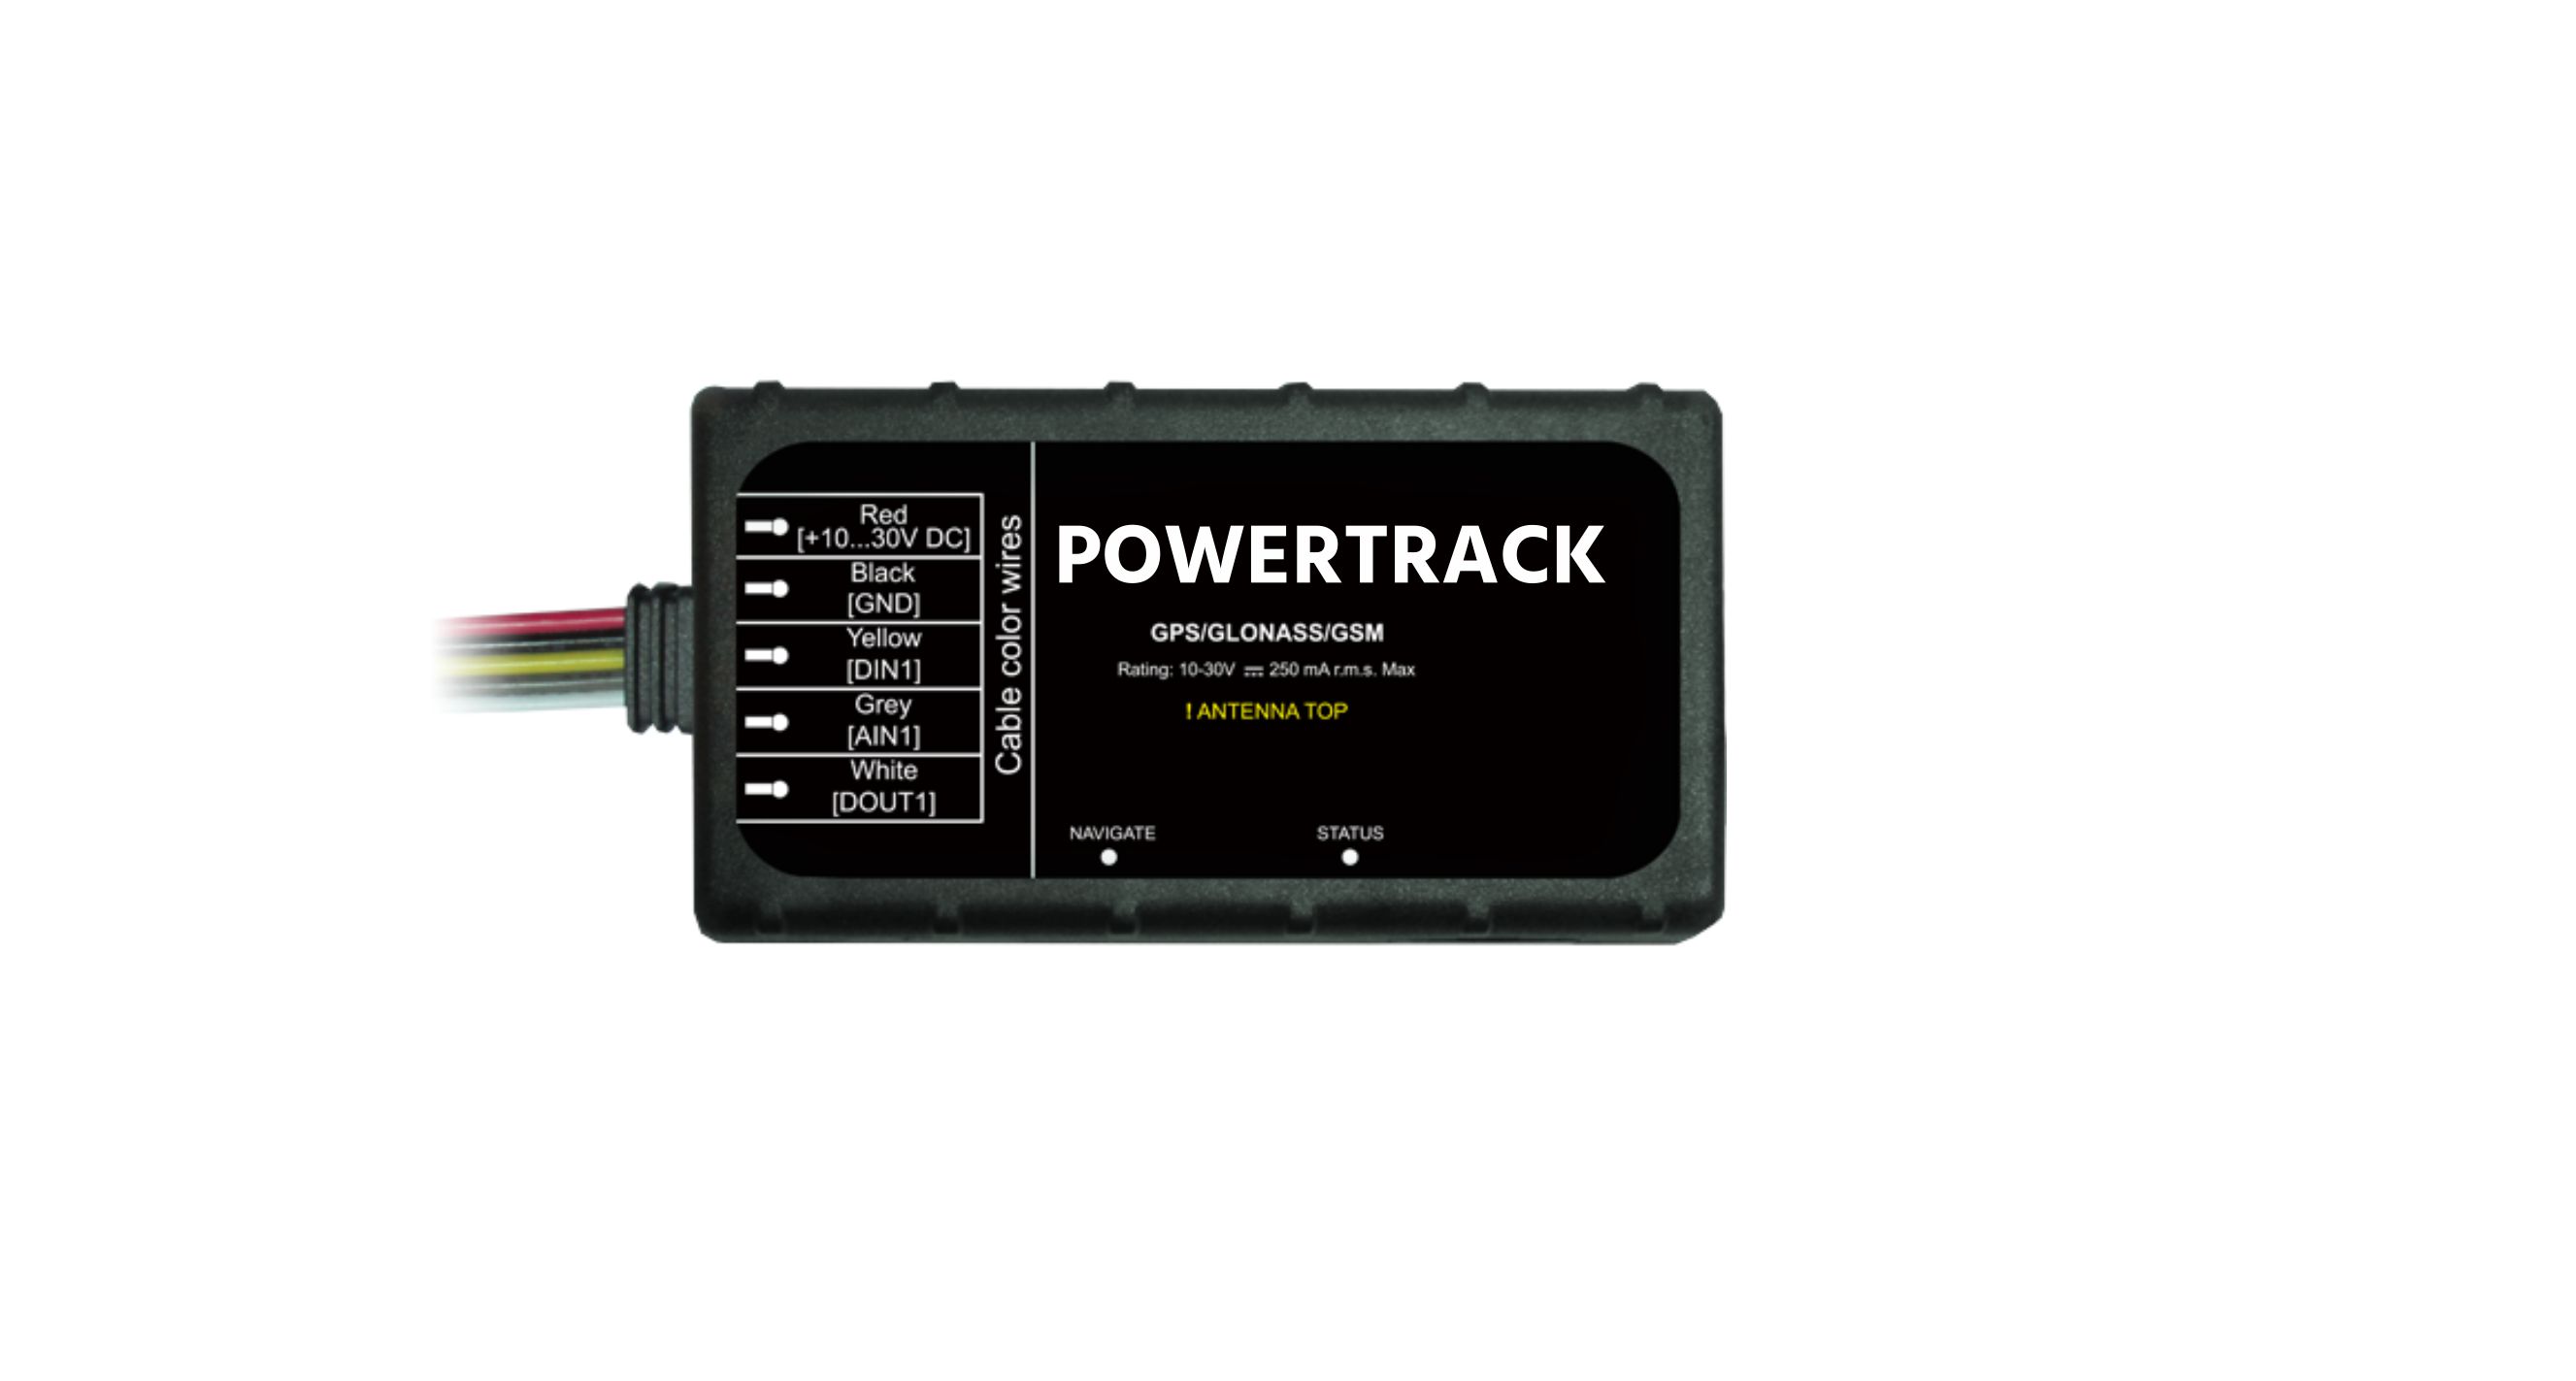 Red
[+10...30V DC]
Black
[GND]
Yellow
[DIN1]
Grey
[AIN1]
White
[DOUT1]
Cable color wires
POWERTRACK
GPS/GLONASS/GSM
Rating: 10-30V ⎓ 250 mA r.m.s. Max
! ANTENNA TOP
NAVIGATE
STATUS